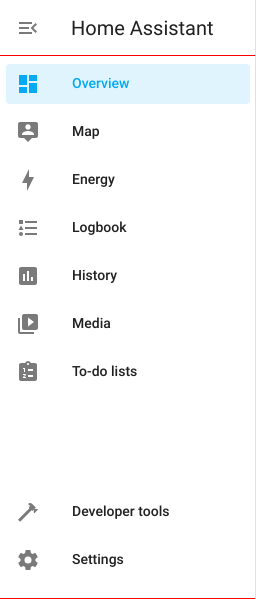 Home Assistant
Overview
Map
Energy
Logbook
History
Media
To-do lists
Developer tools
Settings